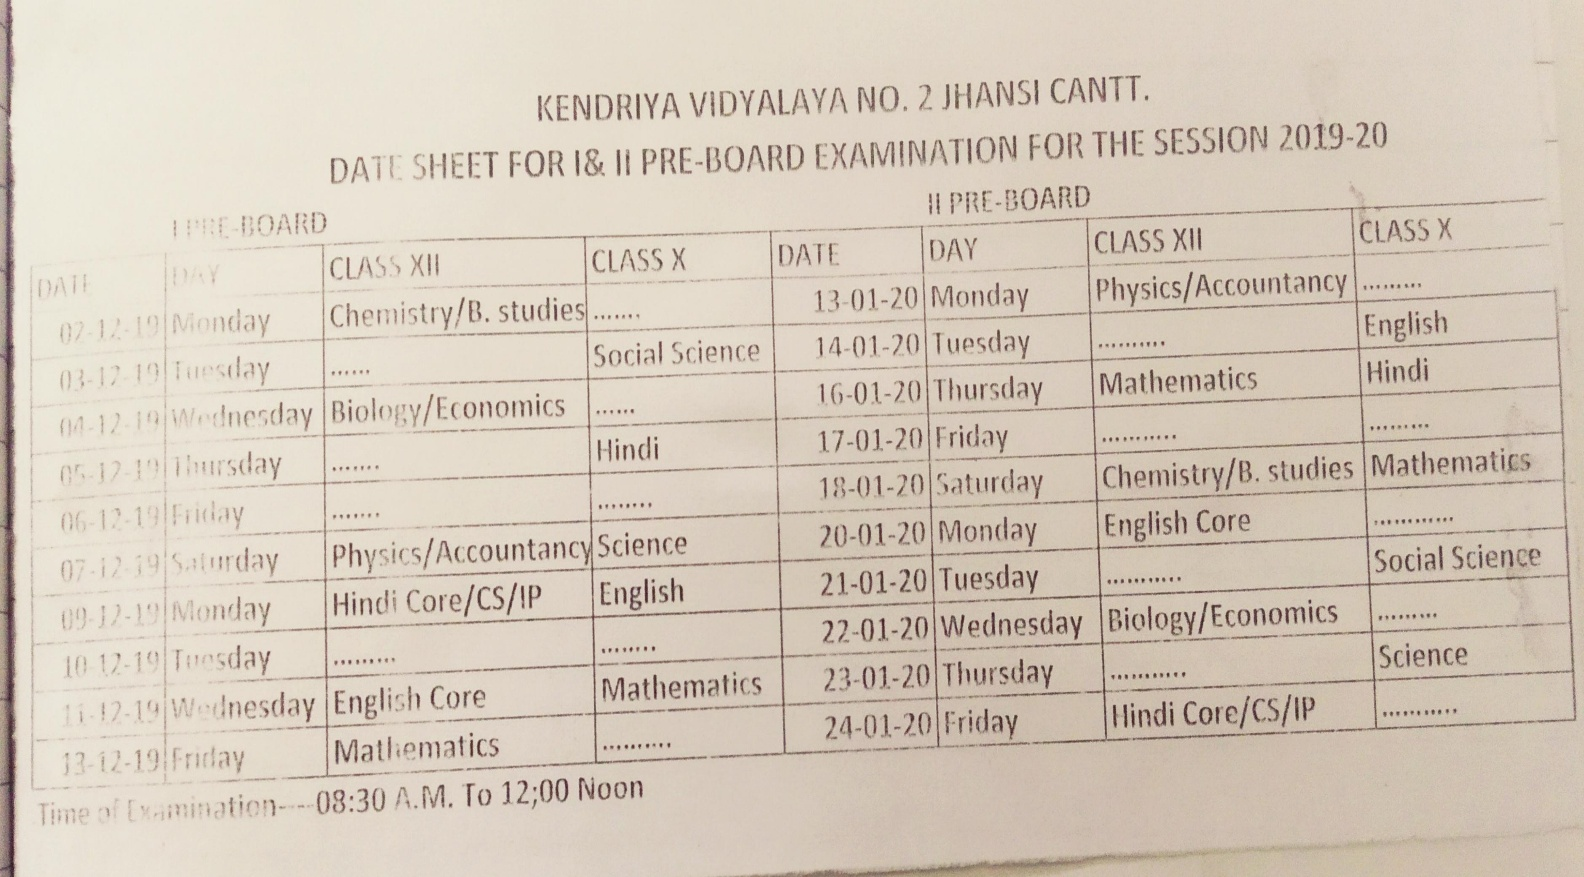 KENDRIYA VIDYALAYA NO. 2 JHANSI CANTT.
DATE SHEET FOR I& II PRE-BOARD EXAMINATION FOR THE SESSION 2019-20
I PRE-BOARD II PRE-BOARD
DATE DAY CLASS XII CLASS X DATE DAY CLASS XII CLASS X
02-12-19 Monday Chemistry/B. studies ....... 13-01-20 Monday Physics/Accountancy .........
03-12-19 Tuesday ...... Social Science 14-01-20 Tuesday .......... English
04-12-19 Wednesday Biology/Economics ...... 16-01-20 Thursday Mathematics Hindi
05-12-19 Thursday ....... Hindi 17-01-20 Friday ........... .........
06-12-19 Friday ....... ........ 18-01-20 Saturday Chemistry/B. studies Mathematics
07-12-19 Saturday Physics/Accountancy Science 20-01-20 Monday English Core ............
09-12-19 Monday Hindi Core/CS/IP English 21-01-20 Tuesday ........... Social Science
10-12-19 Tuesday ......... ........ 22-01-20 Wednesday Biology/Economics .........
11-12-19 Wednesday English Core Mathematics 23-01-20 Thursday ........... Science
13-12-19 Friday Mathematics .......... 24-01-20 Friday Hindi Core/CS/IP ...........
Time of Examination----08:30 A.M. To 12;00 Noon